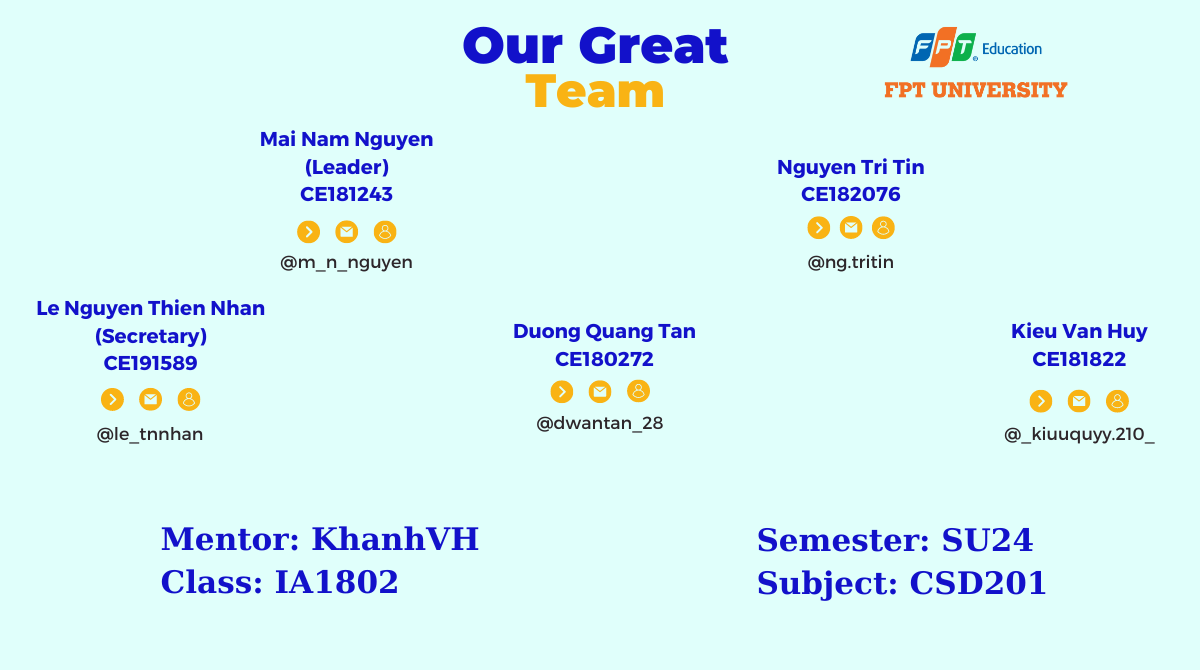 Our Great
Team
FPT Education
FPT UNIVERSITY
Mai Nam Nguyen
(Leader)
CE181243
@m_n_nguyen
Nguyen Tri Tin
CE182076
@ng.tritin
Le Nguyen Thien Nhan
(Secretary)
CE191589
@le_tnnhan
Duong Quang Tan
CE180272
@dwantan_28
Kieu Van Huy
CE181822
@_kiuuquyy.210_
Mentor: KhanhVH
Class: IA1802
Semester: SU24
Subject: CSD201